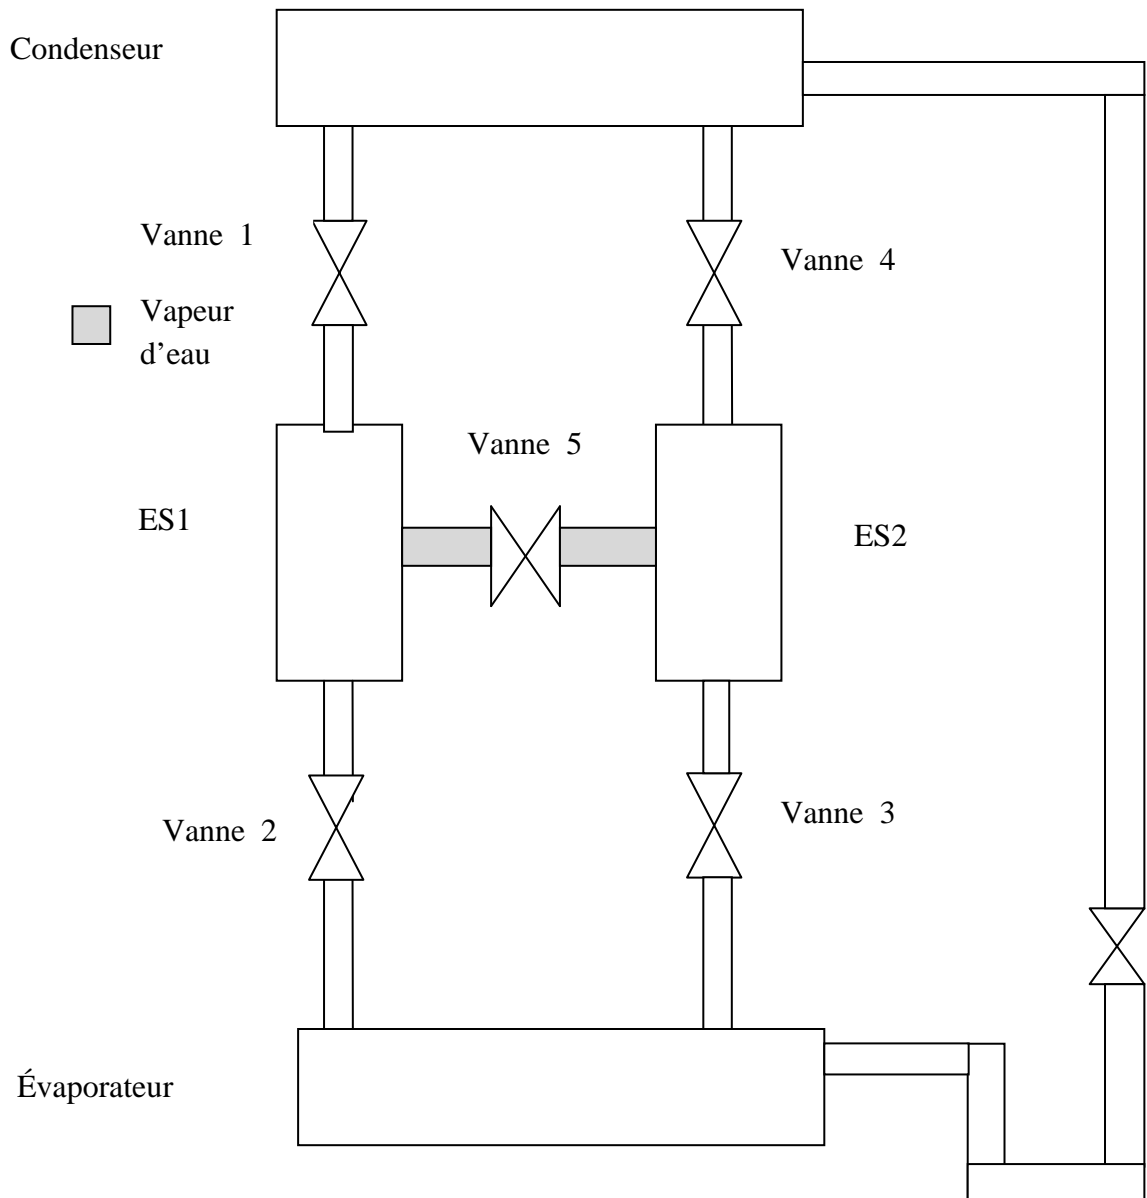 Condenseur
Vanne 1
Vanne 4
Vapeur
d'eau
Vanne 5
ES1
ES2
Vanne 3
Vanne 2
Évaporateur